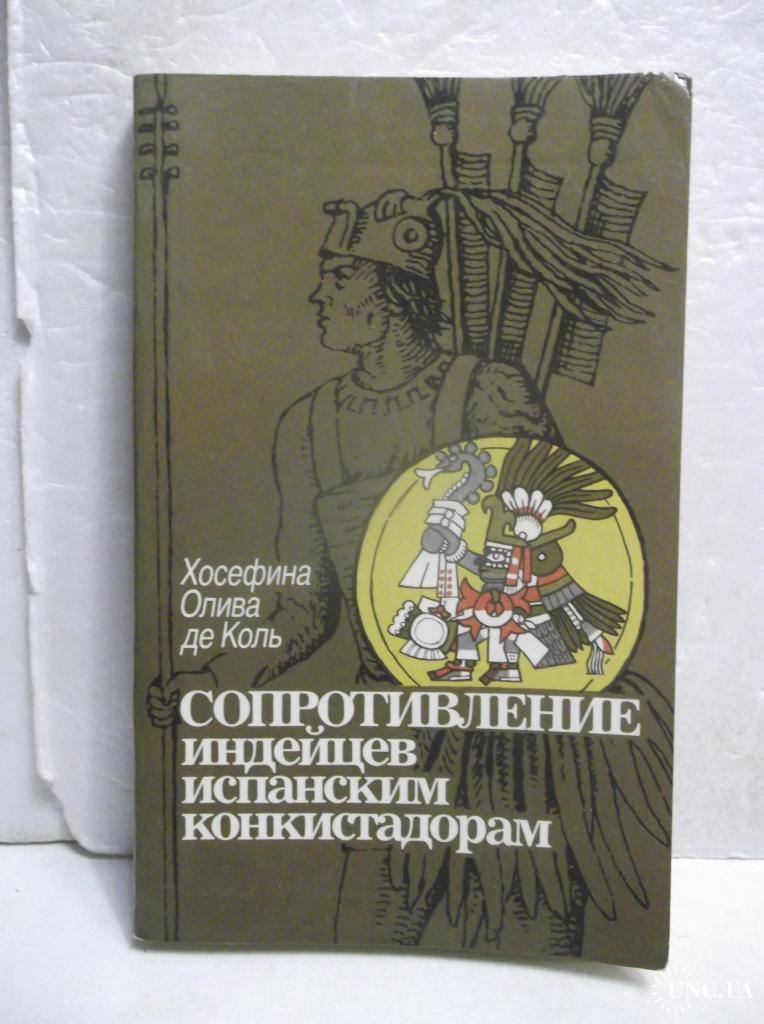 Хосефина
Олива
де Коль
СОПРОТИВЛЕНИЕ
индейцев
испанским
конкистадорам
UNC.UA